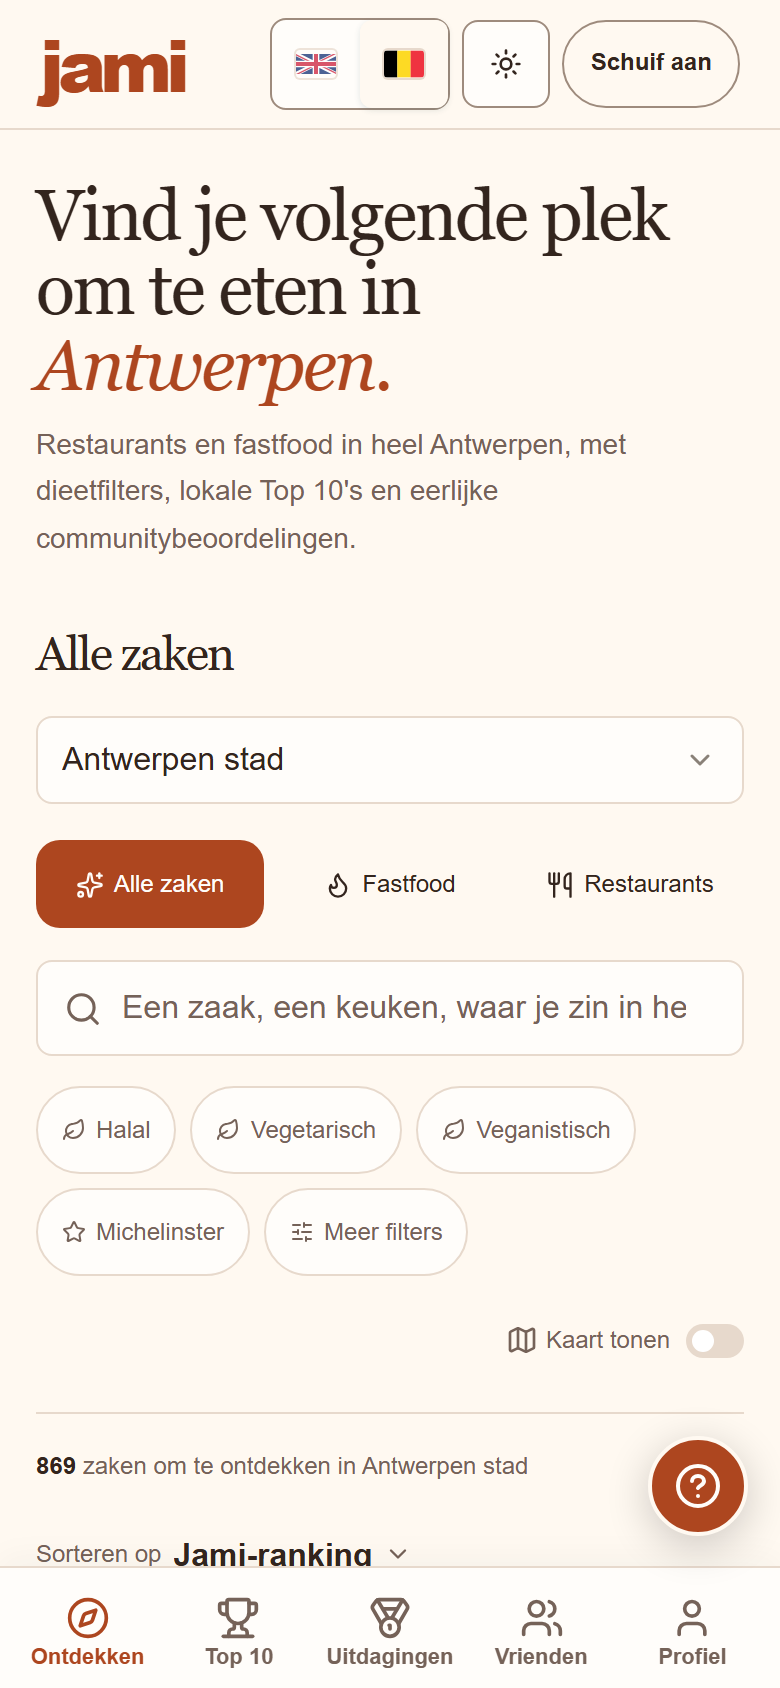 jami
Schuif aan
Vind je volgende plek
om te eten in
Antwerpen.
Restaurants en fastfood in heel Antwerpen, met
dieetfilters, lokale Top 10's en eerlijke
communitybeoordelingen.
Alle zaken
Antwerpen stad
Alle zaken
Fastfood
Restaurants
Een zaak, een keuken, waar je zin in he
Halal
Vegetarisch
Veganistisch
Michelinster
Meer filters
Kaart tonen
869 zaken om te ontdekken in Antwerpen stad
Sorteren op Jami-ranking
Ontdekken
Top 10
Uitdagingen
Vrienden
Profiel